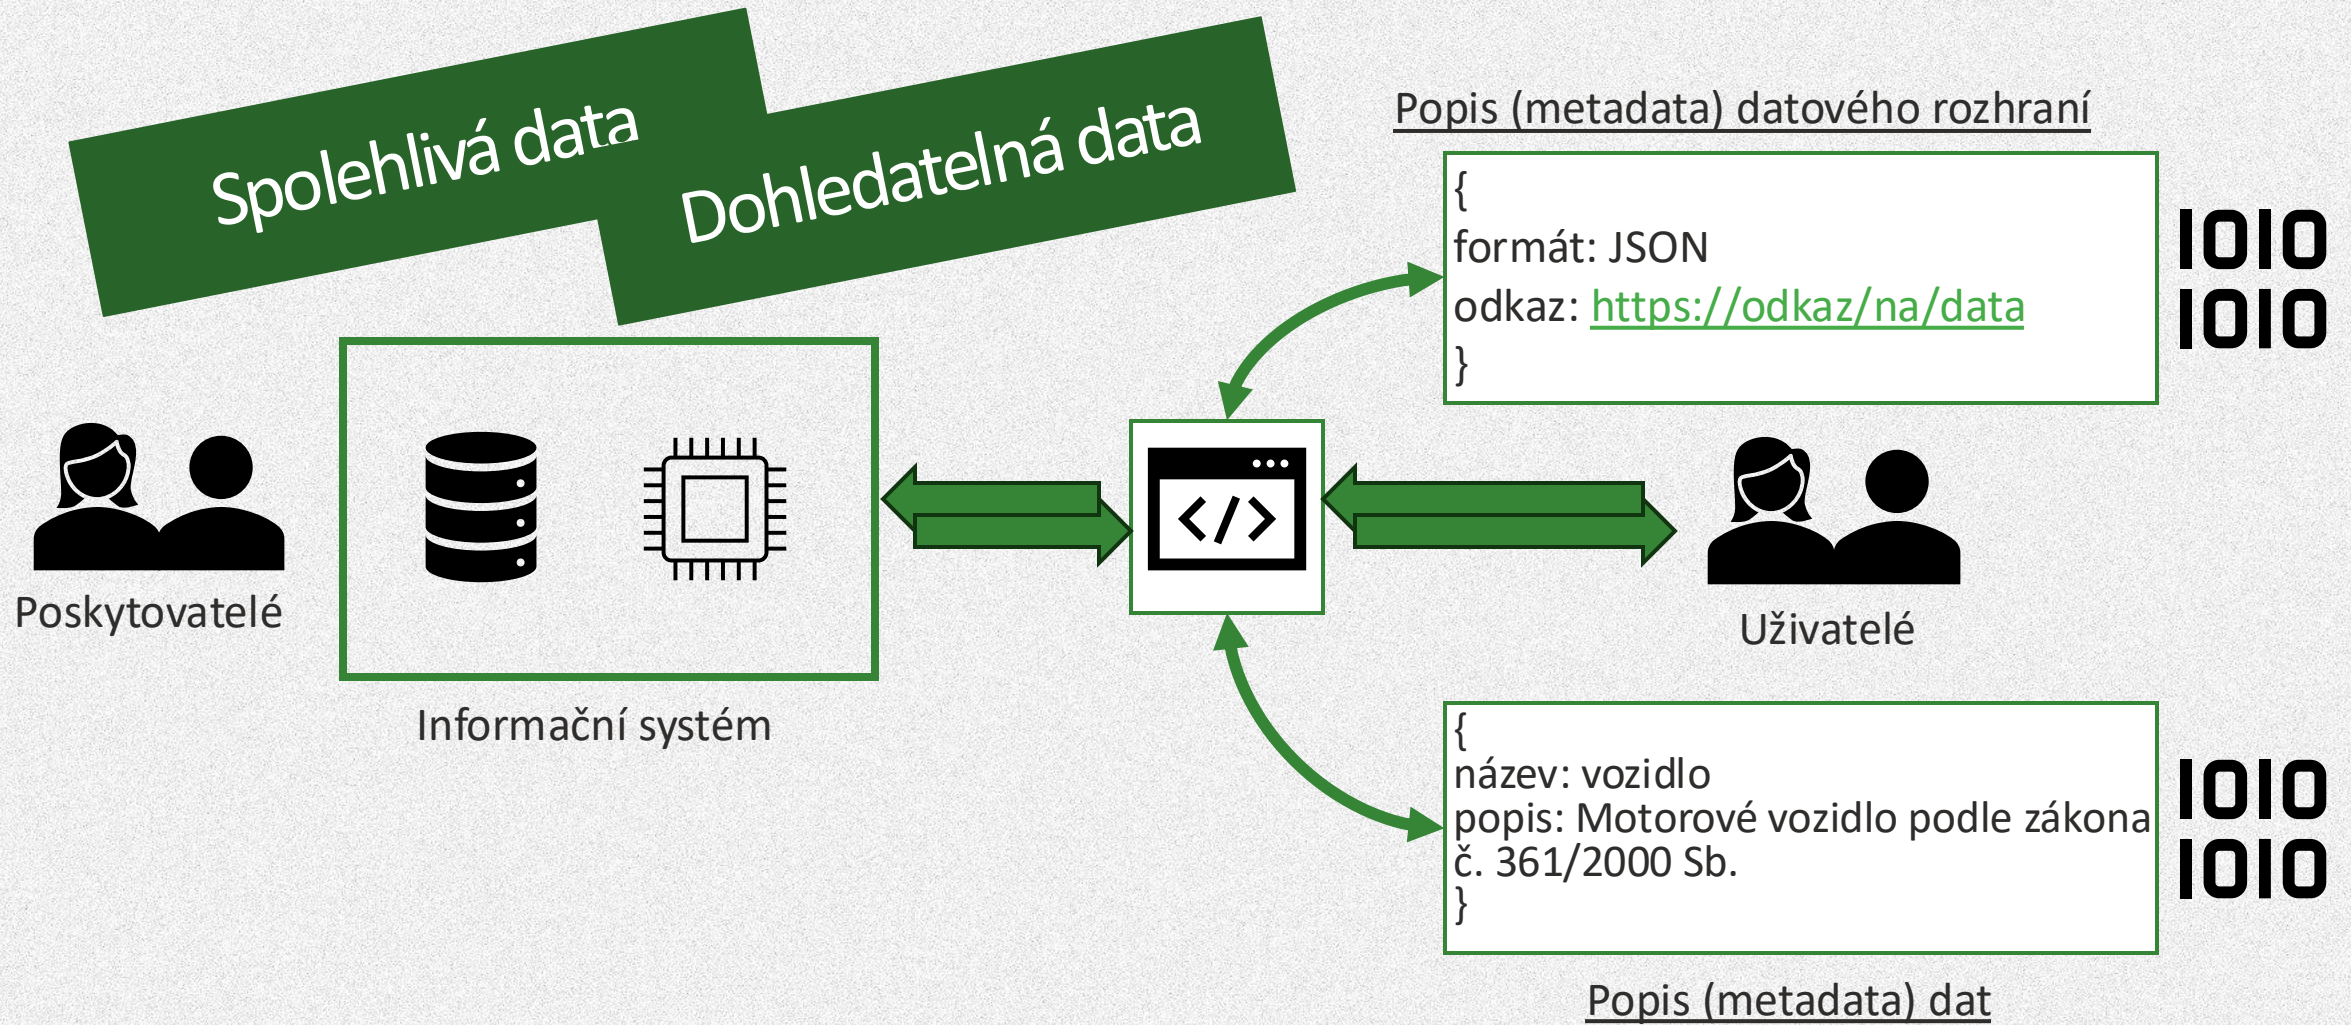 Spolehlivá data
Dohledatelná data
Popis (metadata) datového rozhraní
{
formát: JSON
odkaz: https://odkaz/na/data
}
1010
1010
Poskytovatelé
Informační systém
</>
Uživatelé
{
název: vozidlo
popis: Motorové vozidlo podle zákona
č. 361/2000 Sb.
}
1010
1010
Popis (metadata) dat